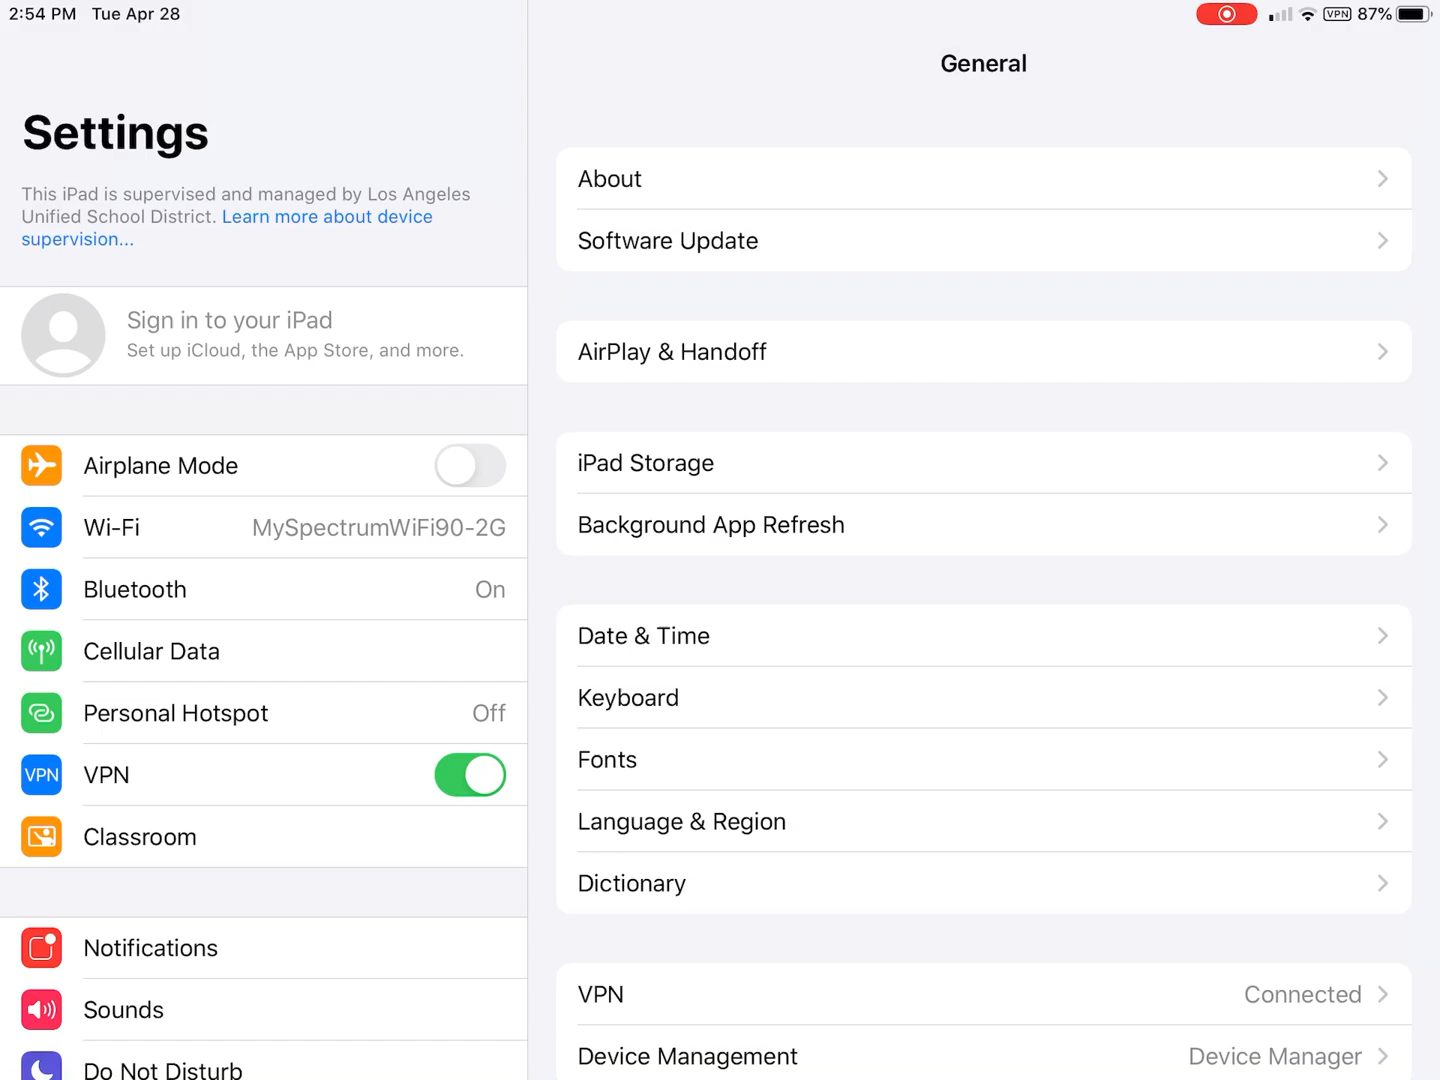 2:54 PM Tue Apr 28
VPN 87%
Settings
This iPad is supervised and managed by Los Angeles
Unified School District. Learn more about device
supervision...
Sign in to your iPad
Set up iCloud, the App Store, and more.
Airplane Mode
Wi-Fi MySpectrumWiFi90-2G
Bluetooth On
Cellular Data
Personal Hotspot Off
VPN VPN
Classroom
Notifications
Sounds
Do Not Disturb
General
About
Software Update
AirPlay & Handoff
iPad Storage
Background App Refresh
Date & Time
Keyboard
Fonts
Language & Region
Dictionary
VPN Connected
Device Management Device Manager